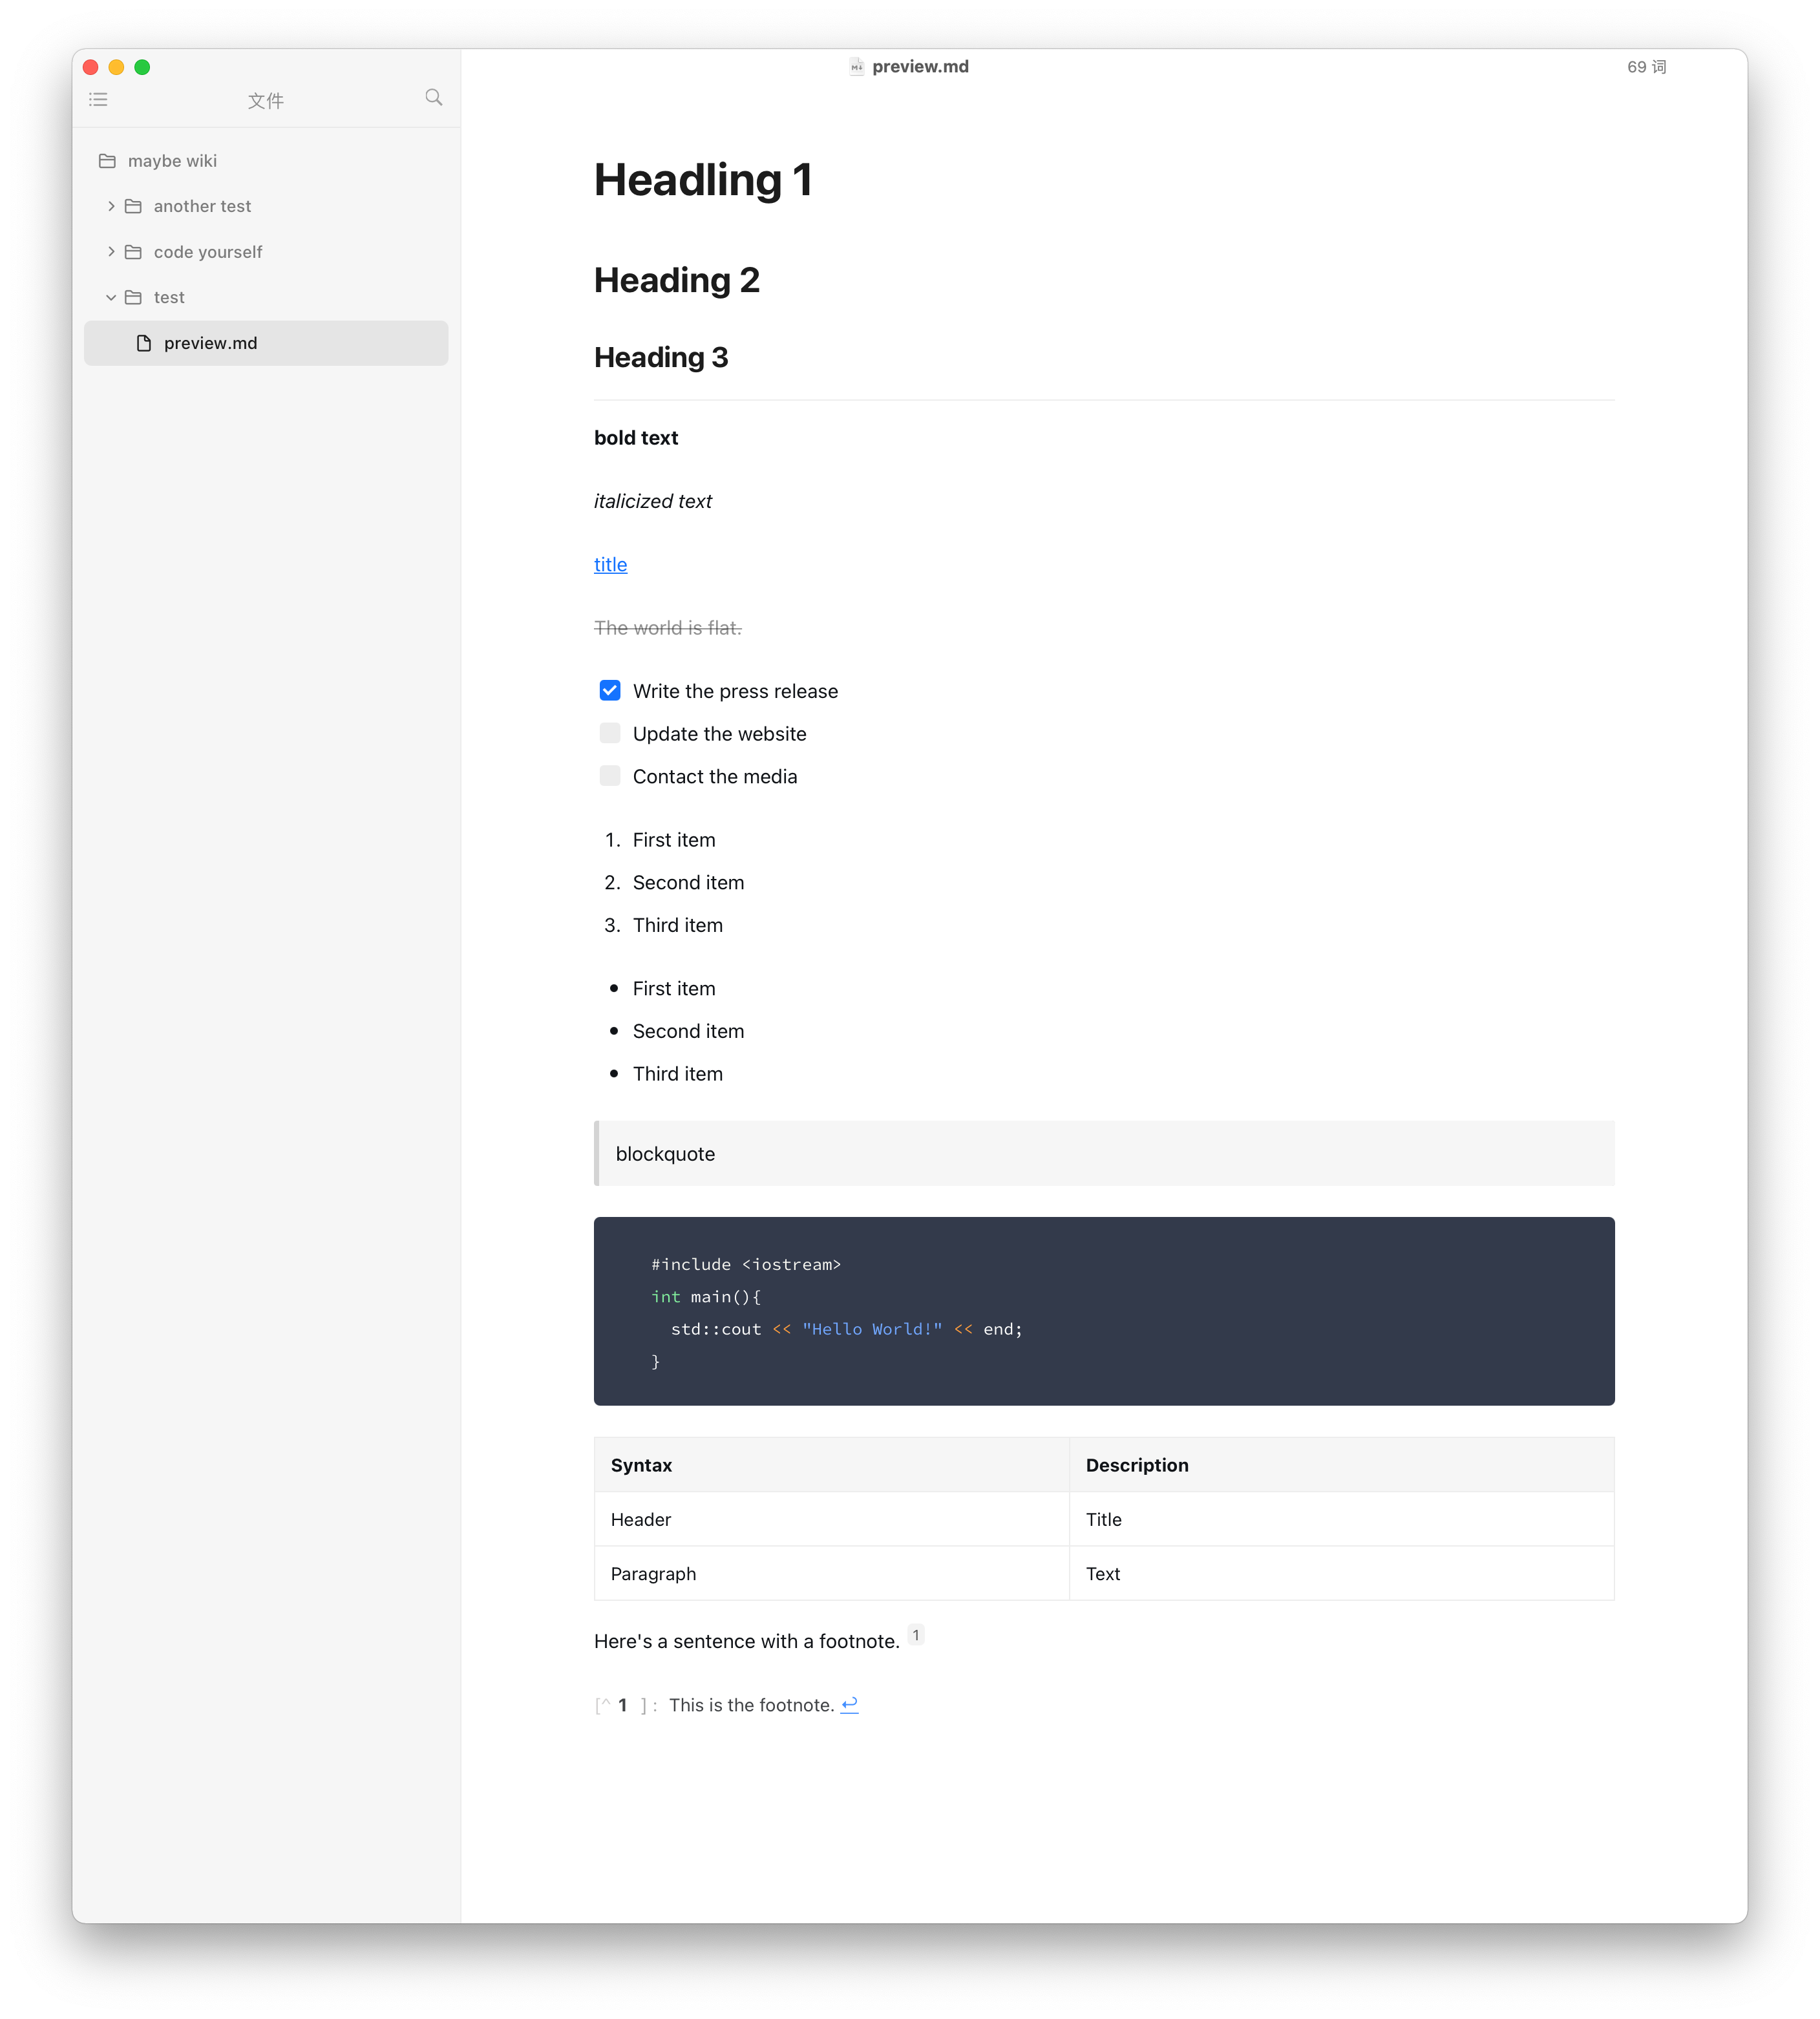 preview.md
69 词
文件
maybe wiki
another test
code yourself
test
preview.md
Headling 1
Heading 2
Heading 3
bold text
italicized text
title
The world is flat.
Write the press release
Update the website
Contact the media
1. First item
2. Second item
3. Third item
• First item
• Second item
• Third item
blockquote
#include <iostream>
int main(){
  std::cout << "Hello World!" << end;
}
Syntax Description
Header Title
Paragraph Text
Here's a sentence with a footnote. 1
[^ 1 ] : This is the footnote. ↩